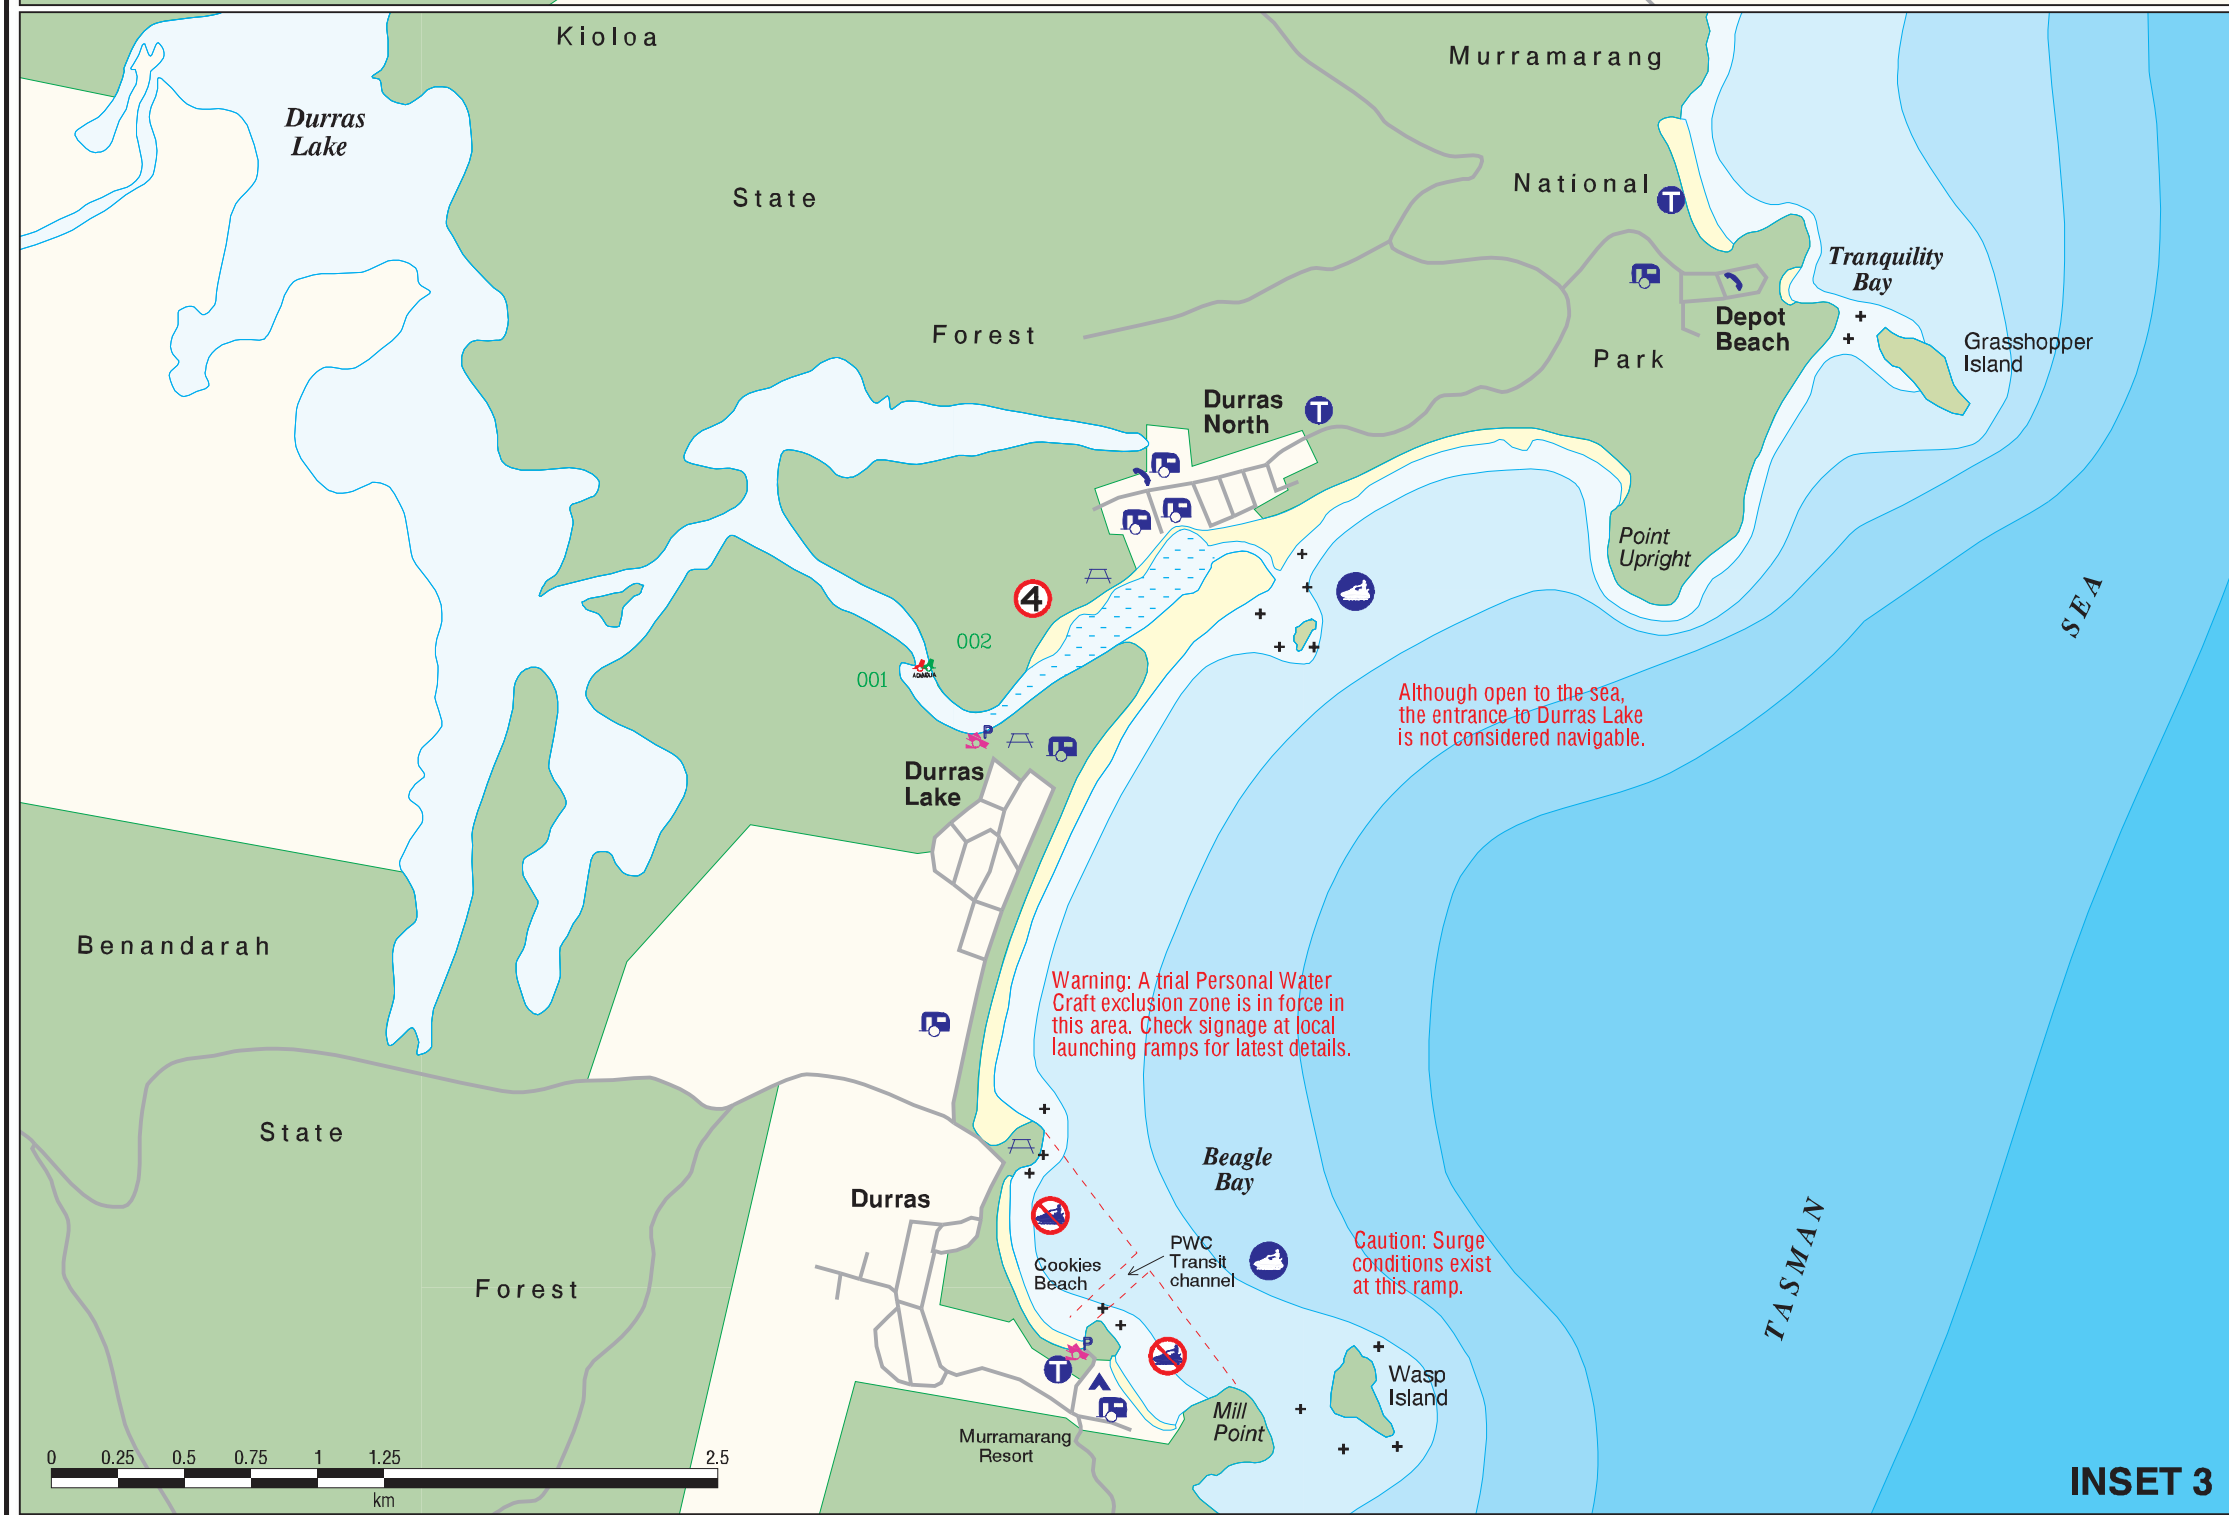 Kioloa
Murramarang
Durras
Lake
National
State
T
Tranquility
Bay
Forest
Depot
Beach
Park
Grasshopper
Island
Durras
North
T
Point
Upright
4
002
001
SEA
Although open to the sea,
the entrance to Durras Lake
is not considered navigable.
P
Durras
Lake
Benandarah
Warning: A trial Personal Water
Craft exclusion zone is in force in
this area. Check signage at local
launching ramps for latest details.
State
Beagle
Bay
Durras
PWC
Transit
channel
Cookies
Beach
Caution: Surge
conditions exist
at this ramp.
Forest
TASMAN
P
T
Wasp
Island
Mill
Point
Murramarang
Resort
0 0.25 0.5 0.75 1 1.25 2.5
km
INSET 3